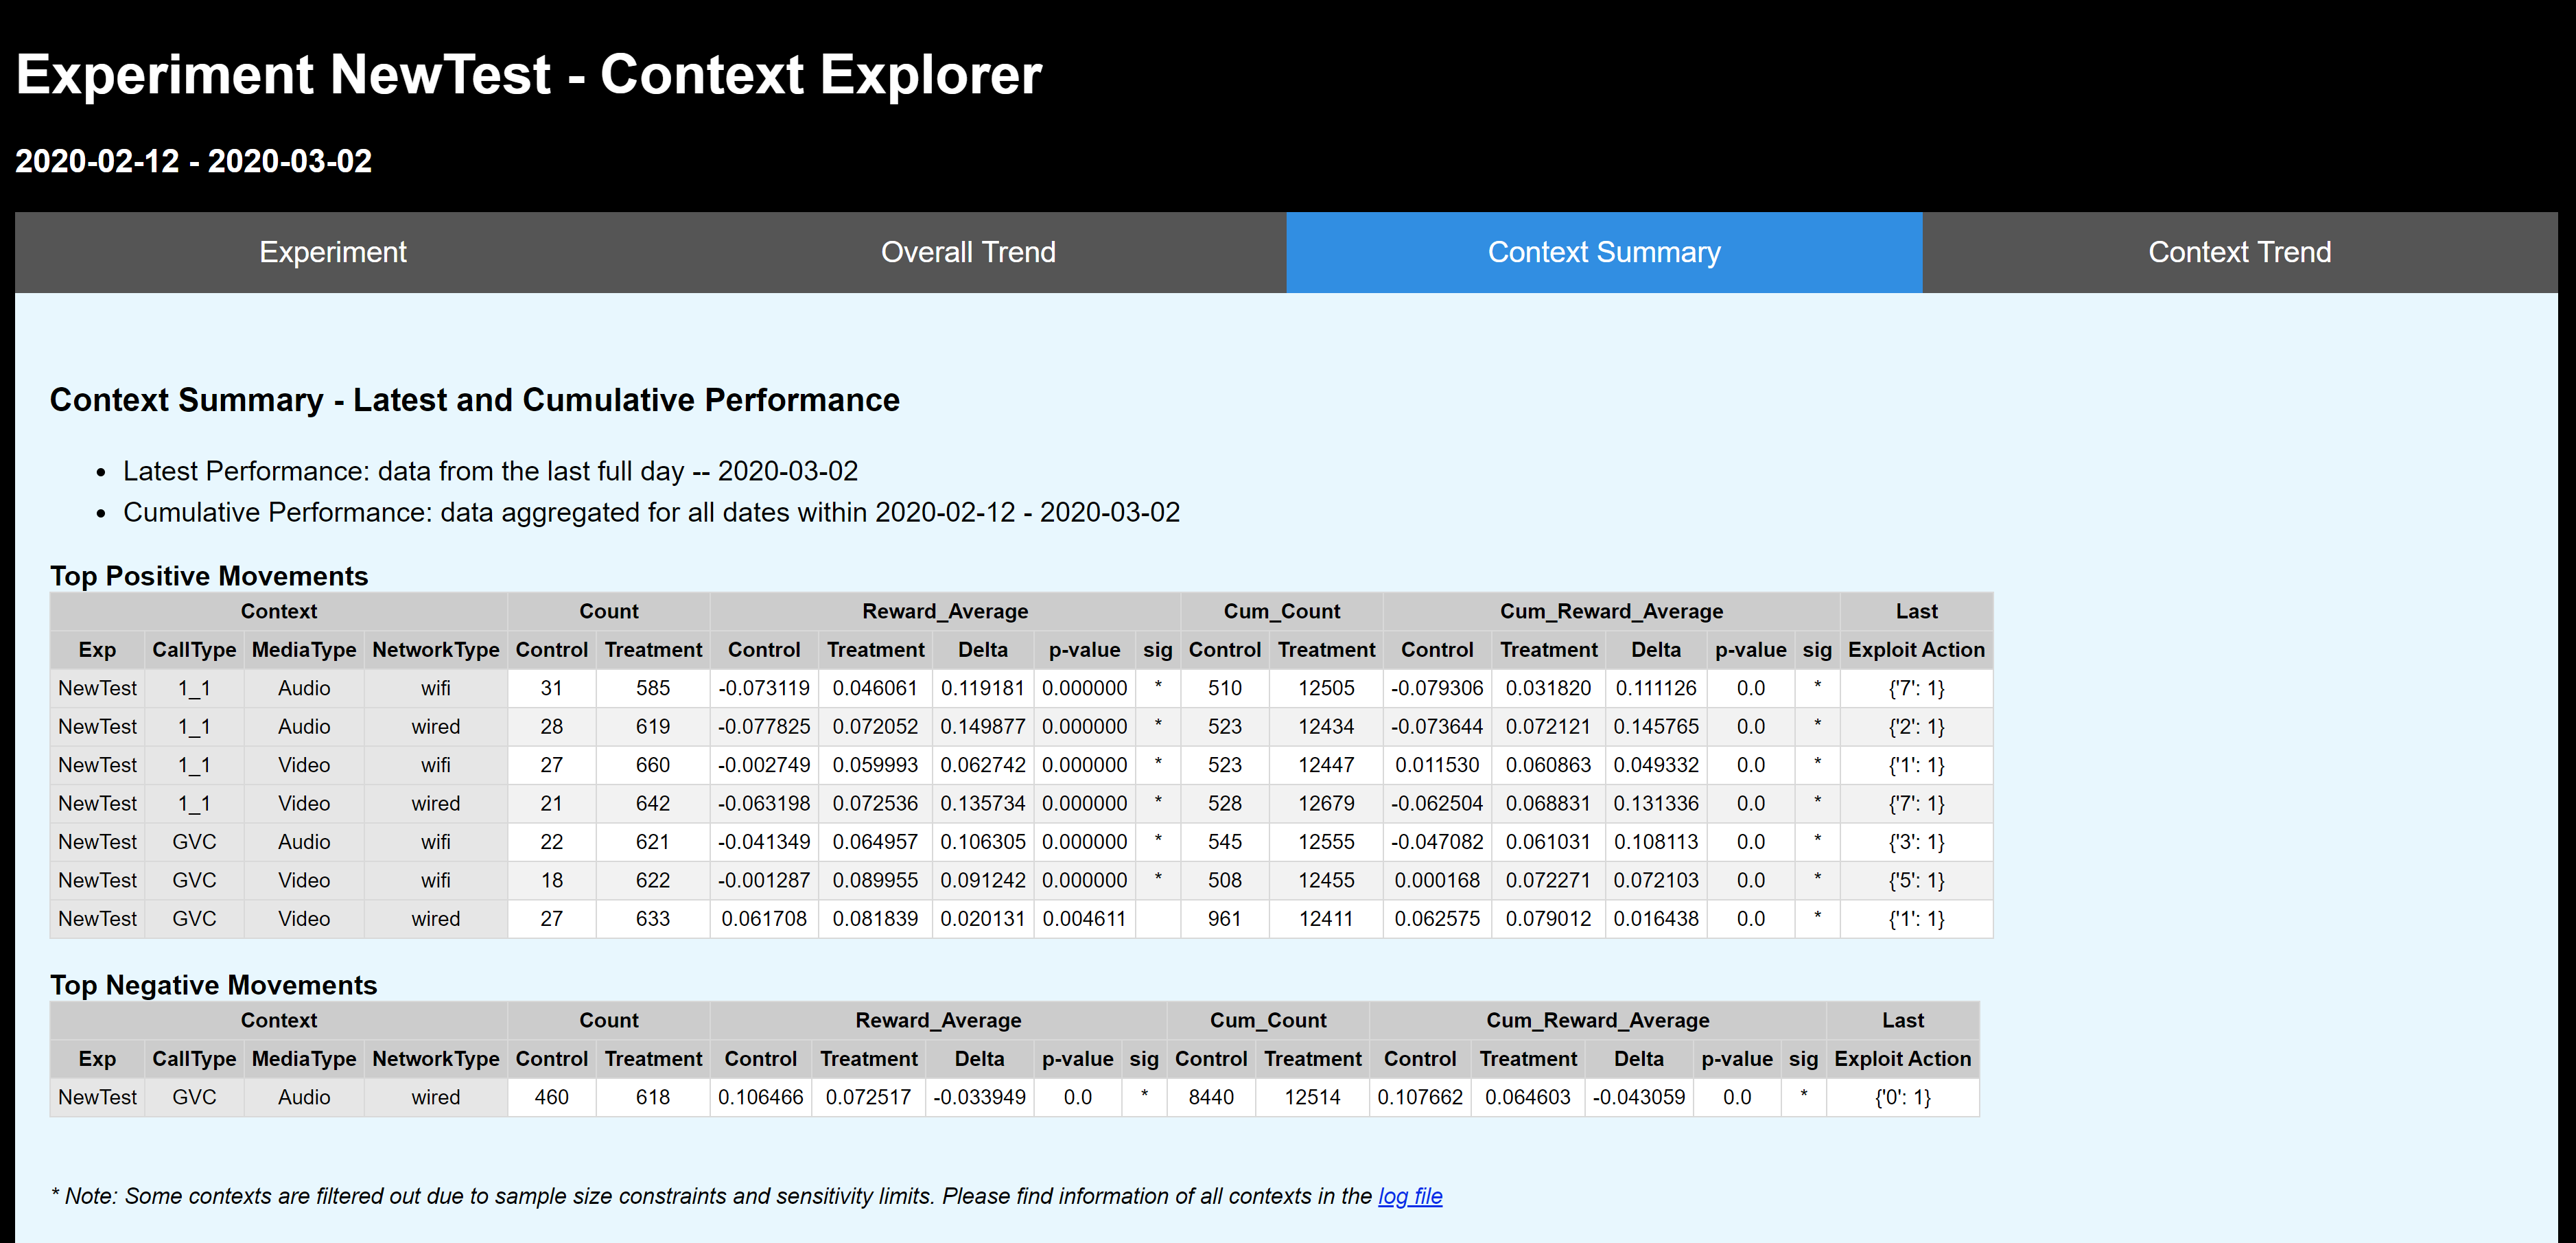 Experiment NewTest - Context Explorer
2020-02-12 - 2020-03-02
Experiment Overall Trend Context Summary Context Trend
Context Summary - Latest and Cumulative Performance
• Latest Performance: data from the last full day -- 2020-03-02
• Cumulative Performance: data aggregated for all dates within 2020-02-12 - 2020-03-02
Top Positive Movements
Context Count Reward_Average Cum_Count Cum_Reward_Average Last
Exp CallType MediaType NetworkType Control Treatment Control Treatment Delta p-value sig Control Treatment Control Treatment Delta p-value sig Exploit Action
NewTest 1_1 Audio wifi 31 585 -0.073119 0.046061 0.119181 0.000000 * 510 12505 -0.079306 0.031820 0.111126 0.0 * {'7': 1}
NewTest 1_1 Audio wired 28 619 -0.077825 0.072052 0.149877 0.000000 * 523 12434 -0.073644 0.072121 0.145765 0.0 * {'2': 1}
NewTest 1_1 Video wifi 27 660 -0.002749 0.059993 0.062742 0.000000 * 523 12447 0.011530 0.060863 0.049332 0.0 * {'1': 1}
NewTest 1_1 Video wired 21 642 -0.063198 0.072536 0.135734 0.000000 * 528 12679 -0.062504 0.068831 0.131336 0.0 * {'7': 1}
NewTest GVC Audio wifi 22 621 -0.041349 0.064957 0.106305 0.000000 * 545 12555 -0.047082 0.061031 0.108113 0.0 * {'3': 1}
NewTest GVC Video wifi 18 622 -0.001287 0.089955 0.091242 0.000000 * 508 12455 0.000168 0.072271 0.072103 0.0 * {'5': 1}
NewTest GVC Video wired 27 633 0.061708 0.081839 0.020131 0.004611 961 12411 0.062575 0.079012 0.016438 0.0 * {'1': 1}
Top Negative Movements
Context Count Reward_Average Cum_Count Cum_Reward_Average Last
Exp CallType MediaType NetworkType Control Treatment Control Treatment Delta p-value sig Control Treatment Control Treatment Delta p-value sig Exploit Action
NewTest GVC Audio wired 460 618 0.106466 0.072517 -0.033949 0.0 * 8440 12514 0.107662 0.064603 -0.043059 0.0 * {'0': 1}
* Note: Some contexts are filtered out due to sample size constraints and sensitivity limits. Please find information of all contexts in the log file